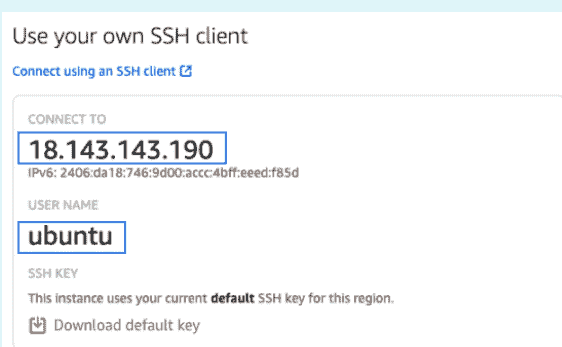 Use your own SSH client
Connect using an SSH client
CONNECT TO
18.143.143.190
IPv6: 2406:da18:746:9d00:accc:4bff:eeed:f85d
USER NAME
ubuntu
SSH KEY
This instance uses your current default SSH key for this region.
Download default key